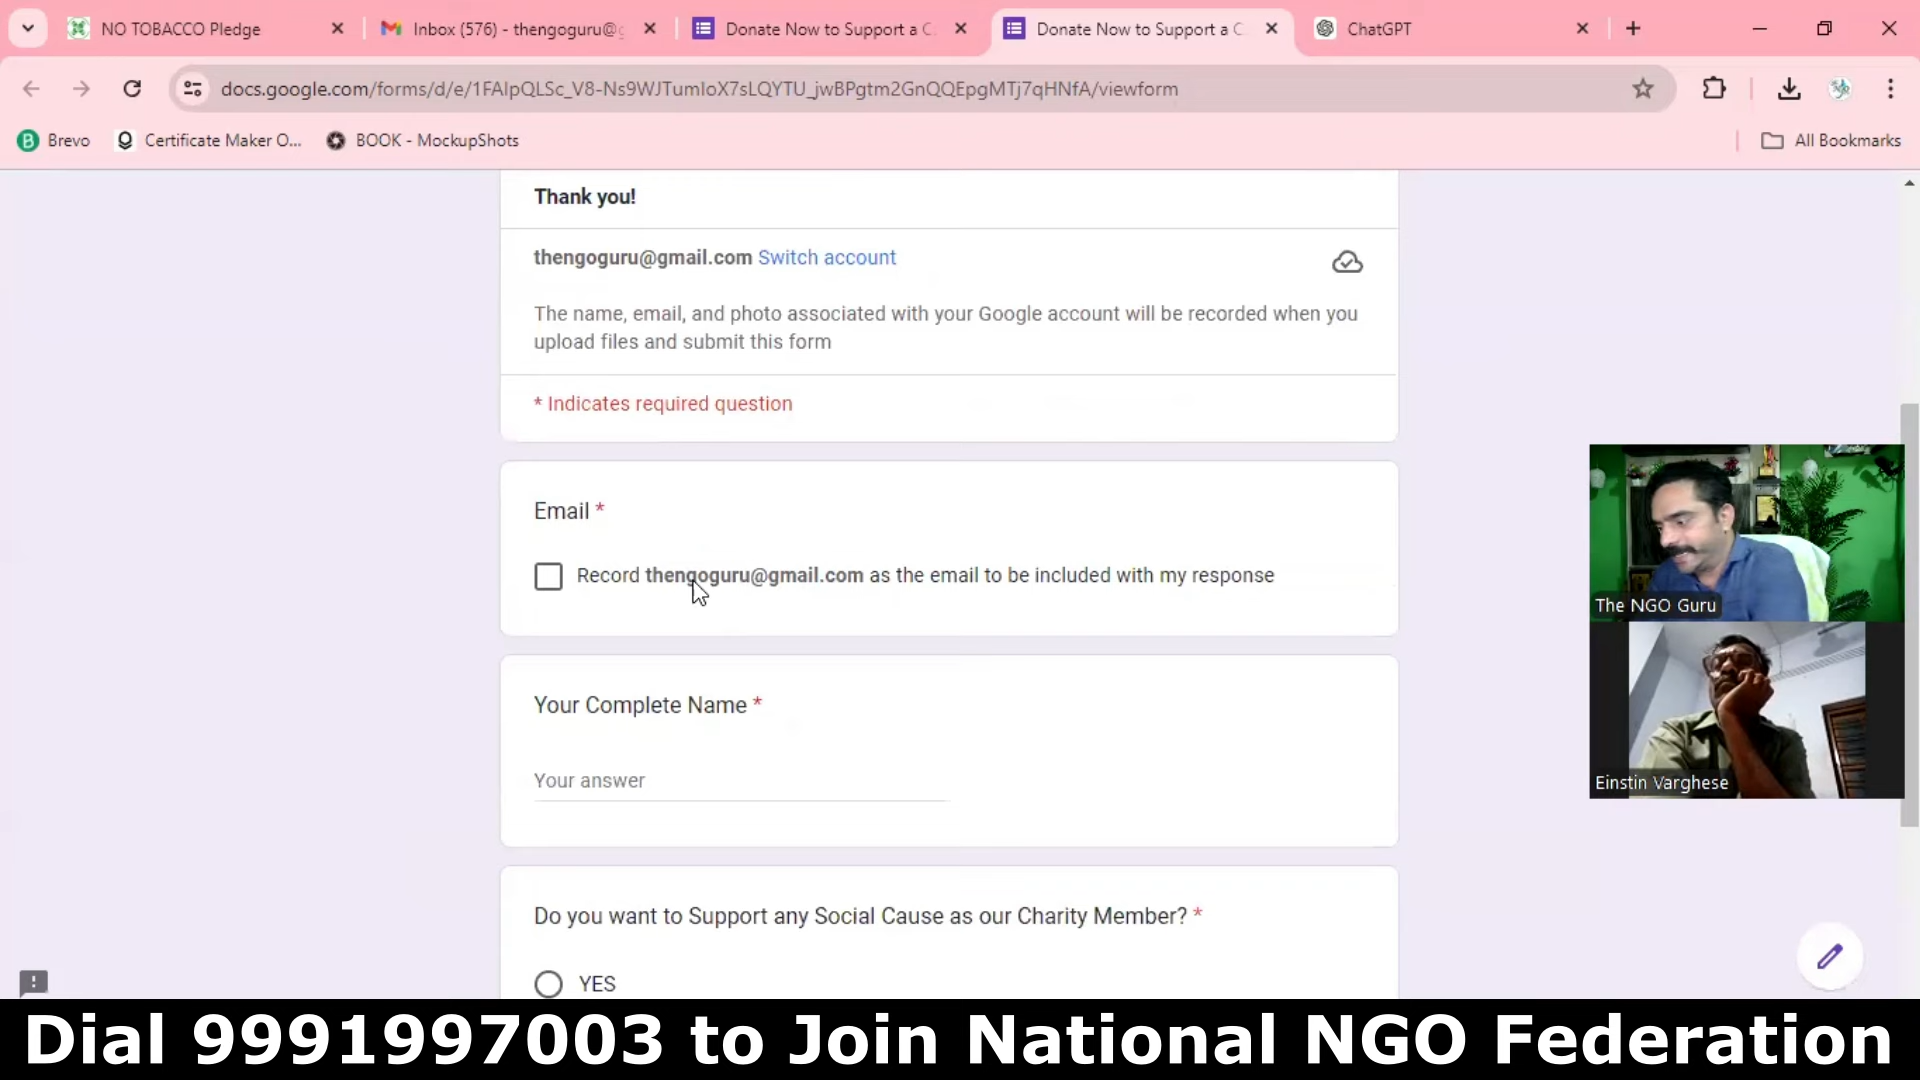 NO TOBACCO Pledge
Inbox (576) - thengoguru@g
Donate Now to Support a C
Donate Now to Support a C
ChatGPT
docs.google.com/forms/d/e/1FAIpQLSc_V8-Ns9WJTumIoX7sLQYTU_jwBPgtm2GnQQEpgMTj7qHNfA/viewform
Brevo
Certificate Maker O...
BOOK - MockupShots
All Bookmarks
Thank you!
thengoguru@gmail.com Switch account
The name, email, and photo associated with your Google account will be recorded when you
upload files and submit this form
* Indicates required question
Email *
Record thengoguru@gmail.com as the email to be included with my response
The NGO Guru
Your Complete Name *
Your answer
Einstin Varghese
Do you want to Support any Social Cause as our Charity Member? *
YES
Dial 9991997003 to Join National NGO Federation